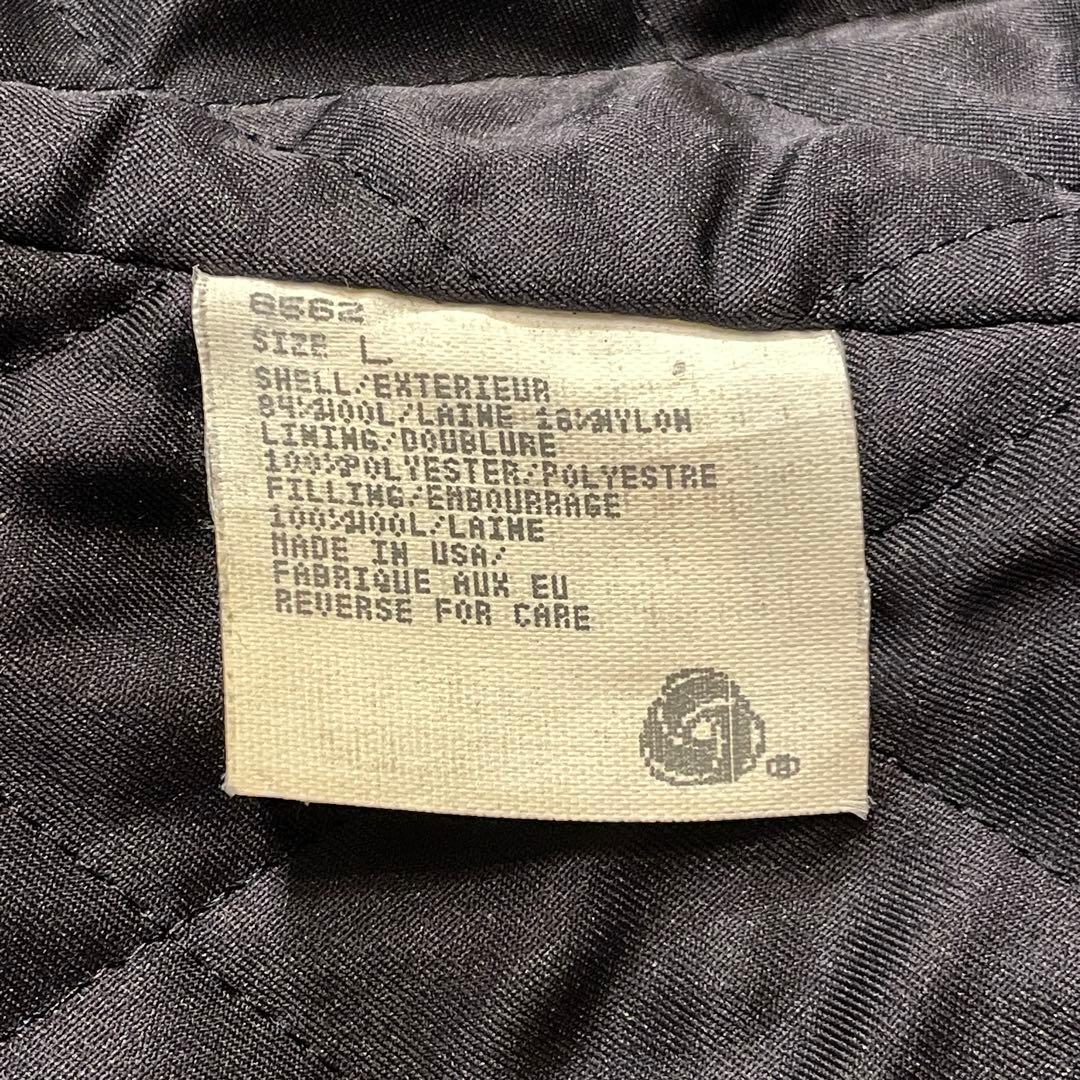 8562
SIZE L
SHELL/EXTERIEUR
84%WOOL/LAINE 16%NYLON
LINING/DOUBLURE
100%POLYESTER/POLYESTRE
FILLING/EMBOURRAGE
100%WOOL/LAINE
MADE IN USA/
FABRIQUE AUX EU
REVERSE FOR CARE
®